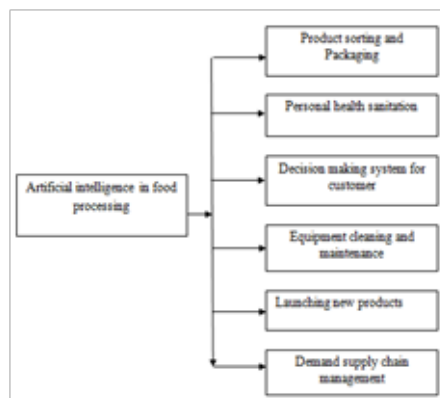 Product sorting and
Packaging
Personal health sanitation
Decision making system for
customer
Artificial intelligence in food
processing
Equipment cleaning and
maintenance
Launching new products
Demand supply chain
management